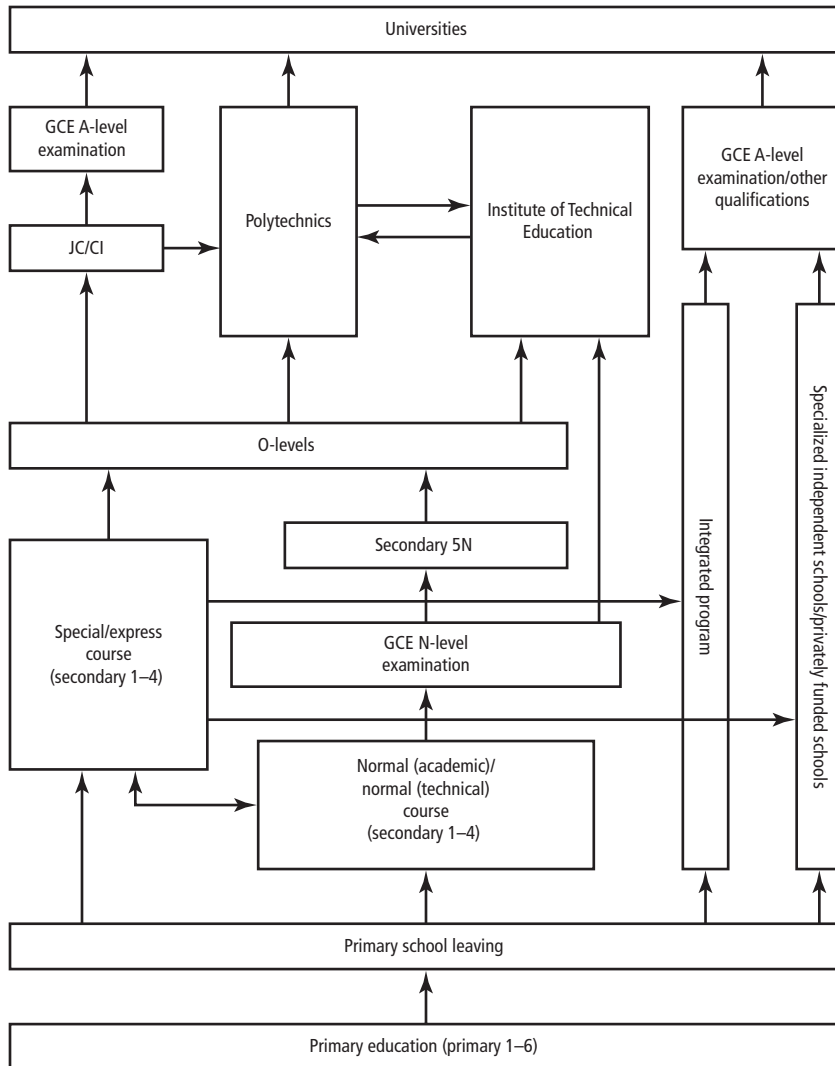 Universities
GCE A-level
examination
GCE A-level
examination/other
qualifications
Polytechnics
Institute of Technical
Education
JC/CI
O-levels
Secondary 5N
Integrated program
Specialized independent schools/privately funded schools
Special/express
course
(secondary 1–4)
GCE N-level
examination
Normal (academic)/
normal (technical)
course
(secondary 1–4)
Primary school leaving
Primary education (primary 1–6)